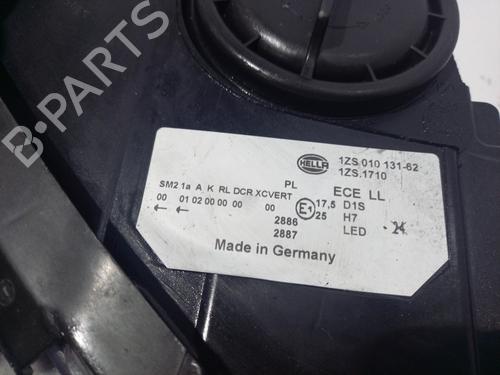 B-PARTS
HELLA
1ZS 010 131-62
1ZS.1710
PL
SM2 1a A K RL DCR XCVERT ECE LL
00 01 02 00 00 00 00 E1 17,5 D1S
← ← 2886 25 H7
2887 LED 24
Made in Germany